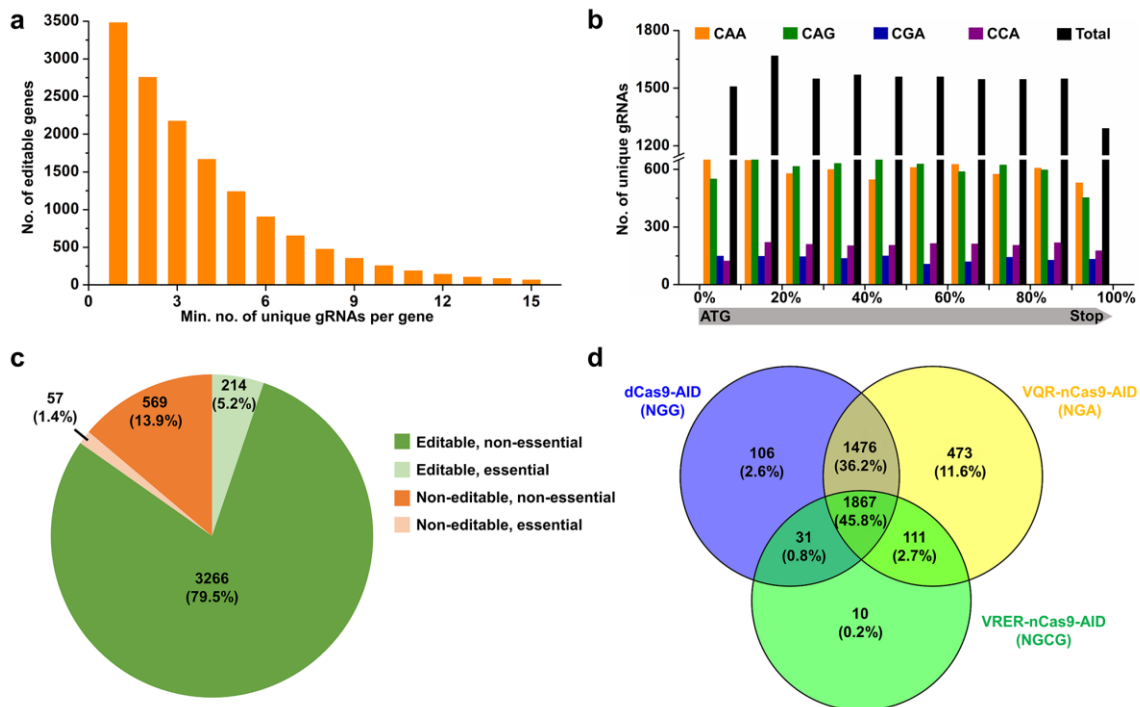 a
No. of editable genes
3500
3000
2500
2000
1500
1000
500
0
0
3
6
9
12
15
Min. no. of unique gRNAs per gene
b
CAA
CAG
CGA
CCA
Total
No. of unique gRNAs
1800
1500
1200
600
300
0
0%
20%
40%
60%
80%
100%
ATG
Stop
c
57
(1.4%)
569
(13.9%)
214
(5.2%)
3266
(79.5%)
Editable, non-essential
Editable, essential
Non-editable, non-essential
Non-editable, essential
d
dCas9-AID
(NGG)
VQR-nCas9-AID
(NGA)
106
(2.6%)
1476
(36.2%)
473
(11.6%)
1867
(45.8%)
31
(0.8%)
111
(2.7%)
10
(0.2%)
VRER-nCas9-AID
(NGCG)